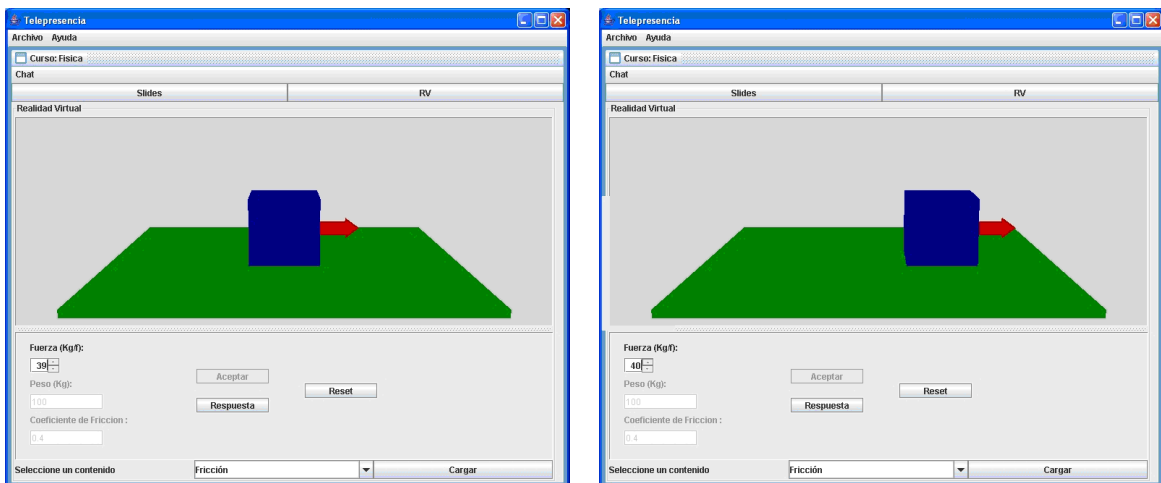 Telepresencia
Archivo Ayuda
Curso: Fisica
Chat
Slides RV
Realidad Virtual
Fuerza (Kg/f):
39
Peso (Kg):
100
Coeficiente de Friccion :
0.4
Aceptar
Respuesta
Reset
Seleccione un contenido Fricción Cargar
Telepresencia
Archivo Ayuda
Curso: Fisica
Chat
Slides RV
Realidad Virtual
Fuerza (Kg/f):
40
Peso (Kg):
100
Coeficiente de Friccion :
0.4
Aceptar
Respuesta
Reset
Seleccione un contenido Fricción Cargar